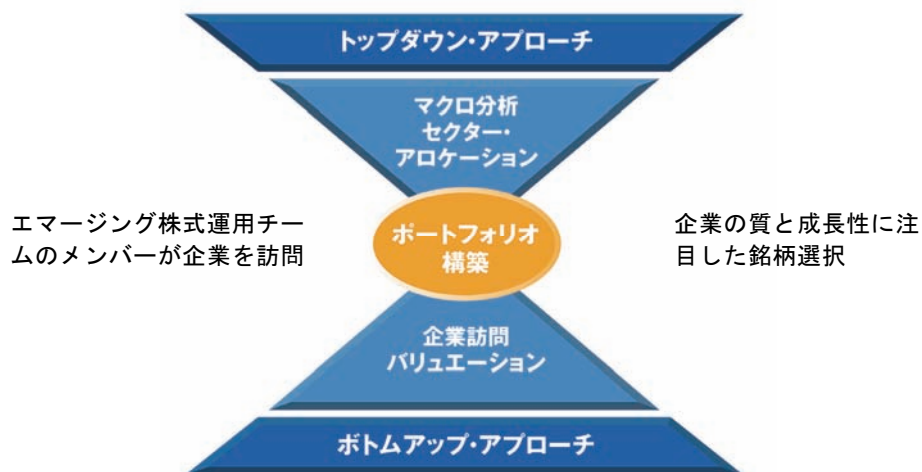 トップダウン・アプローチ
マクロ分析
セクター・
アロケーション
エマージング株式運用チー
ムのメンバーが企業を訪問
ポートフォリオ
構築
企業の質と成長性に注
目した銘柄選択
企業訪問
バリュエーション
ボトムアップ・アプローチ